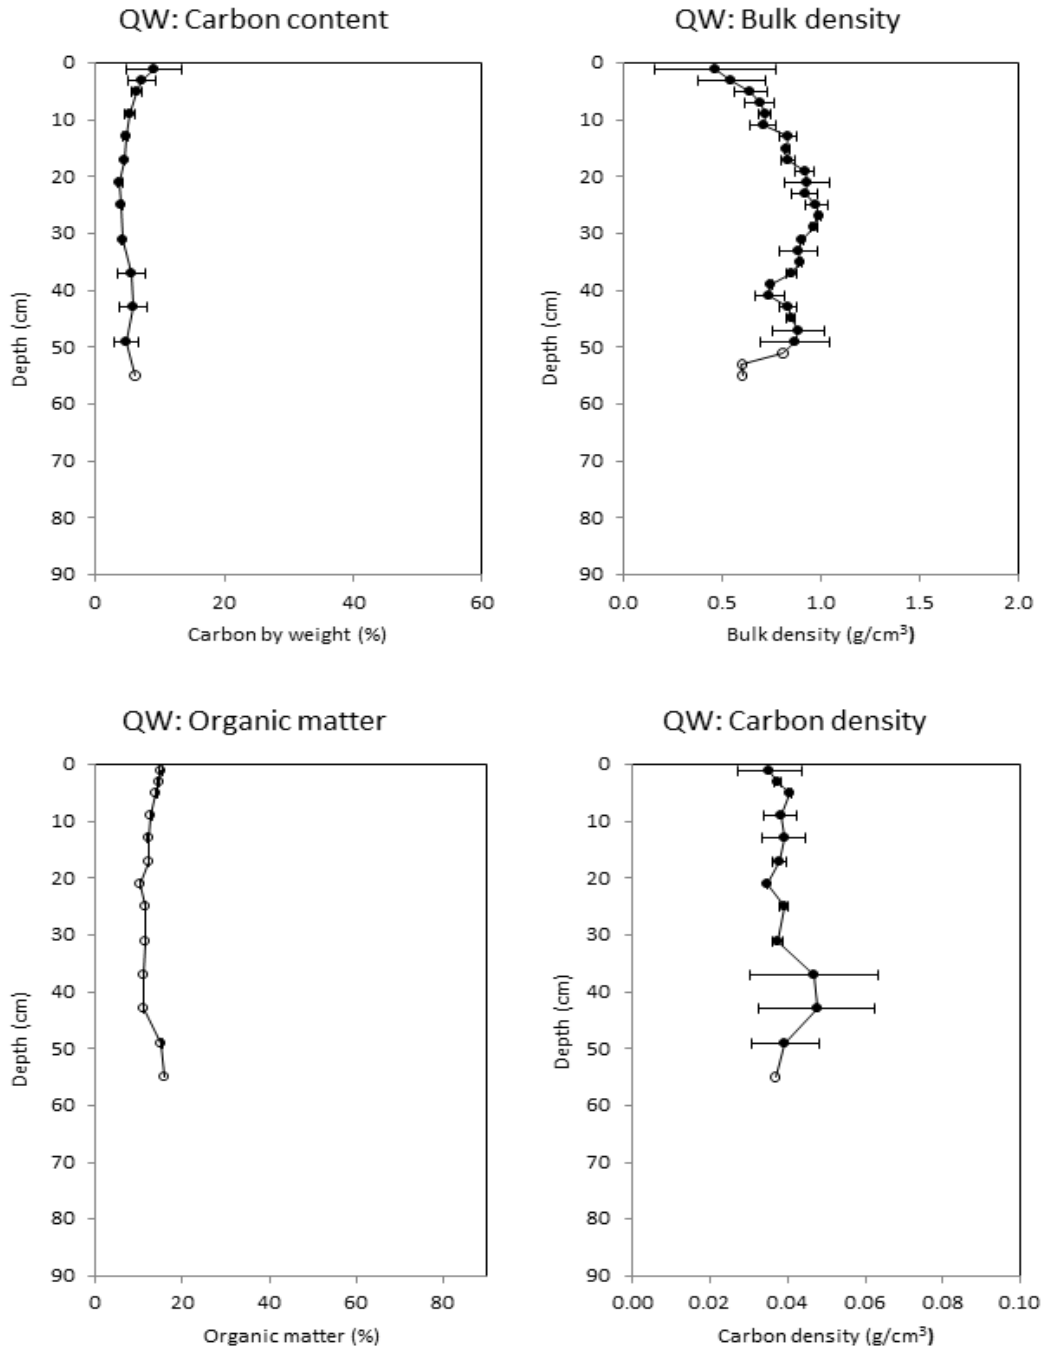 QW: Carbon content
0
10
20
30
40
50
60
70
80
90
Depth (cm)
0 20 40 60
Carbon by weight (%)
QW: Bulk density
0
10
20
30
40
50
60
70
80
90
Depth (cm)
0.0 0.5 1.0 1.5 2.0
Bulk density (g/cm³)
QW: Organic matter
0
10
20
30
40
50
60
70
80
90
Depth (cm)
0 20 40 60 80
Organic matter (%)
QW: Carbon density
0
10
20
30
40
50
60
70
80
90
Depth (cm)
0.00 0.02 0.04 0.06 0.08 0.10
Carbon density (g/cm³)